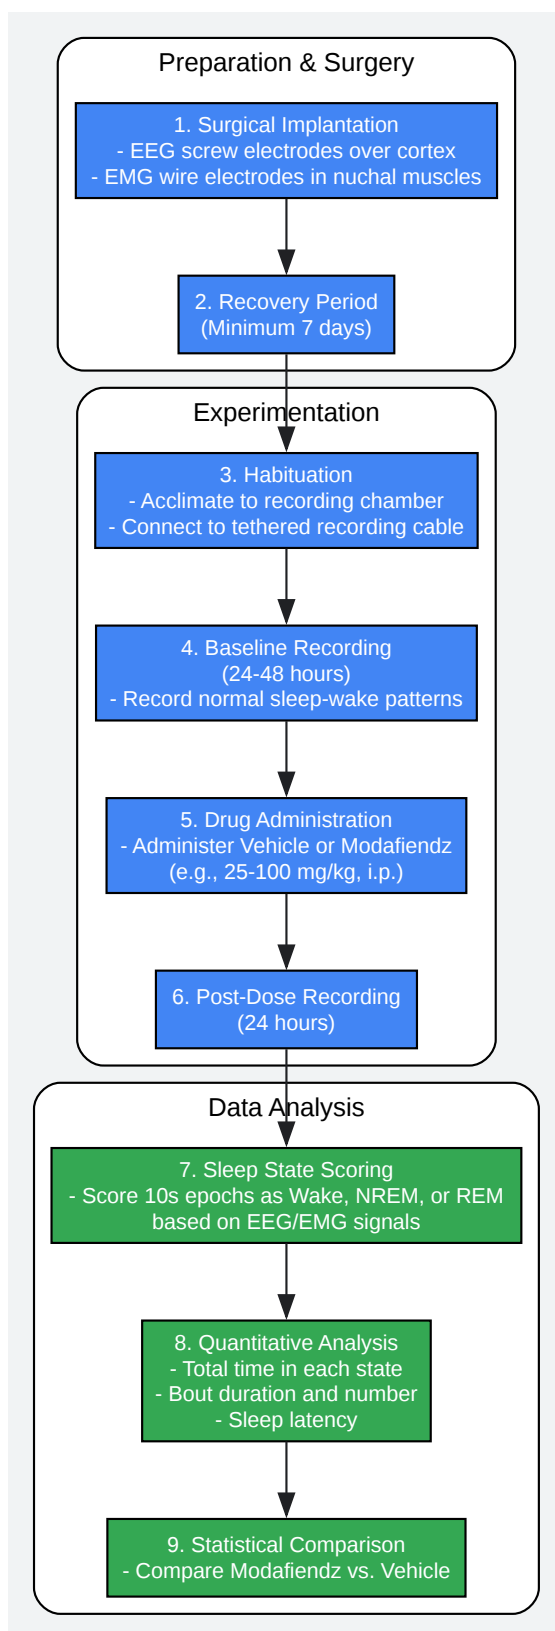 Preparation & Surgery
1. Surgical Implantation
- EEG screw electrodes over cortex
- EMG wire electrodes in nuchal muscles
2. Recovery Period
(Minimum 7 days)
Experimentation
3. Habituation
- Acclimate to recording chamber
- Connect to tethered recording cable
4. Baseline Recording
(24-48 hours)
- Record normal sleep-wake patterns
5. Drug Administration
- Administer Vehicle or Modafiendz
(e.g., 25-100 mg/kg, i.p.)
6. Post-Dose Recording
(24 hours)
Data Analysis
7. Sleep State Scoring
- Score 10s epochs as Wake, NREM, or REM
based on EEG/EMG signals
8. Quantitative Analysis
- Total time in each state
- Bout duration and number
- Sleep latency
9. Statistical Comparison
- Compare Modafiendz vs. Vehicle